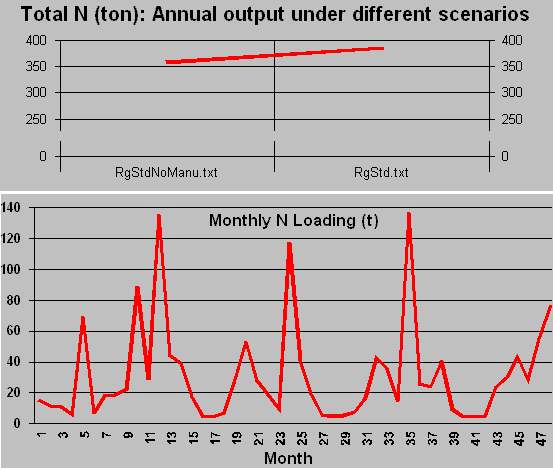 Total N (ton): Annual output under different scenarios
400 400
350 350
300 300
250 250
0 0
RgStdNoManu.txt RgStd.txt
Monthly N Loading (t)
140
120
100
80
60
40
20
0
1 3 5 7 9 11 13 15 17 19 21 23 25 27 29 31 33 35 37 39 41 43 45 47
Month